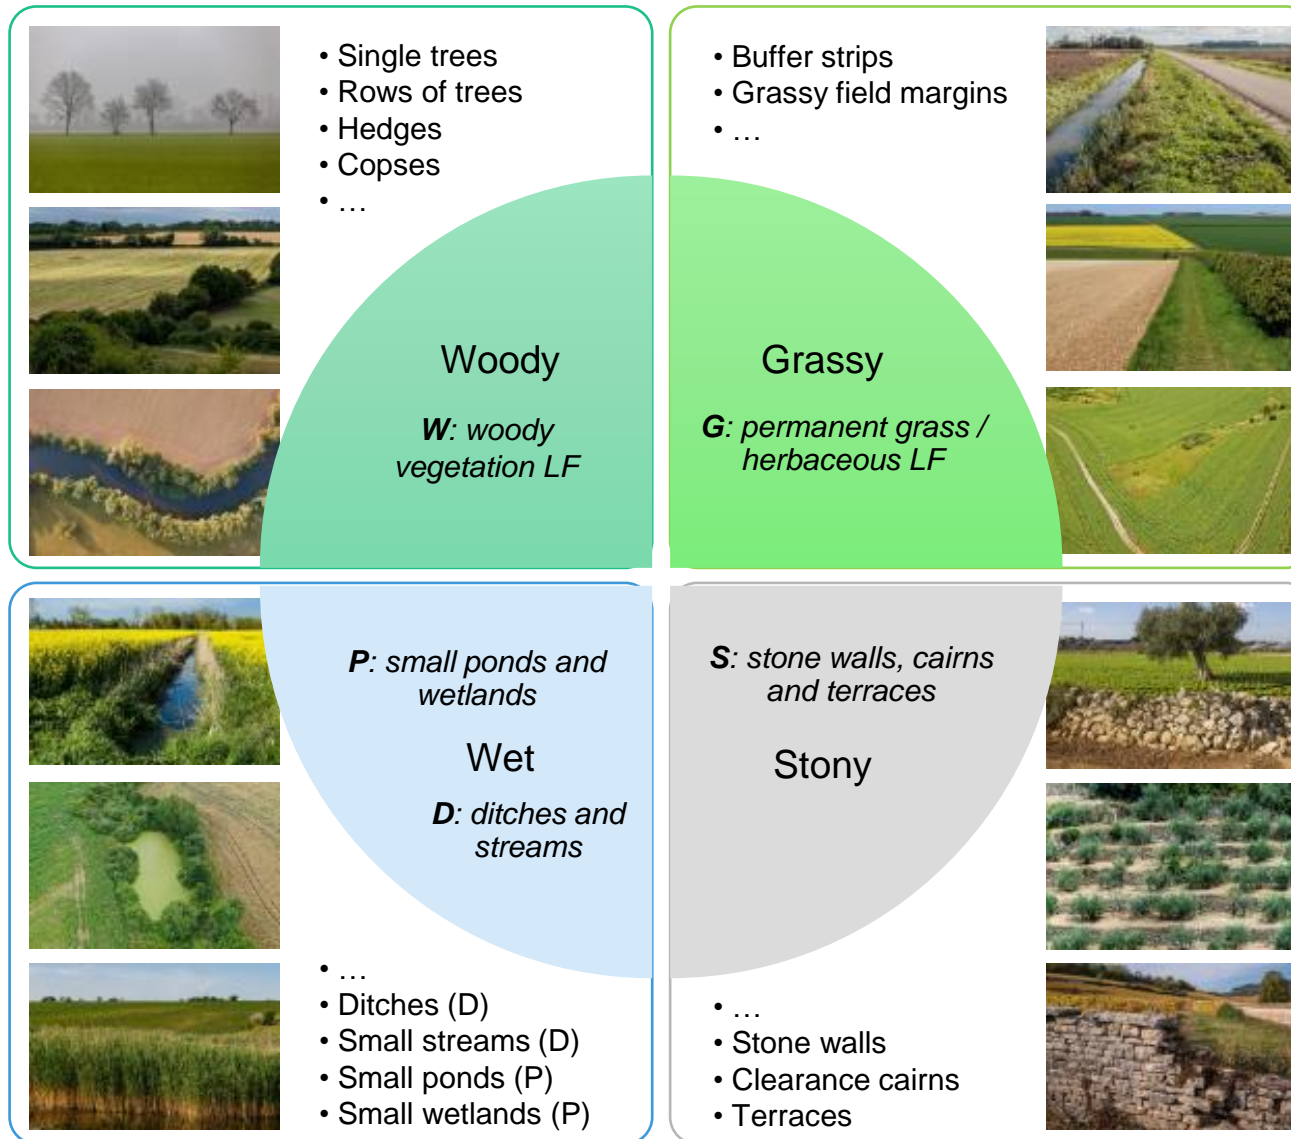 • Single trees
• Rows of trees
• Hedges
• Copses
• …
Woody
W: woody
vegetation LF
• Buffer strips
• Grassy field margins
• …
Grassy
G: permanent grass /
herbaceous LF
P: small ponds and
wetlands
Wet
D: ditches and
streams
• …
• Ditches (D)
• Small streams (D)
• Small ponds (P)
• Small wetlands (P)
S: stone walls, cairns
and terraces
Stony
• …
• Stone walls
• Clearance cairns
• Terraces